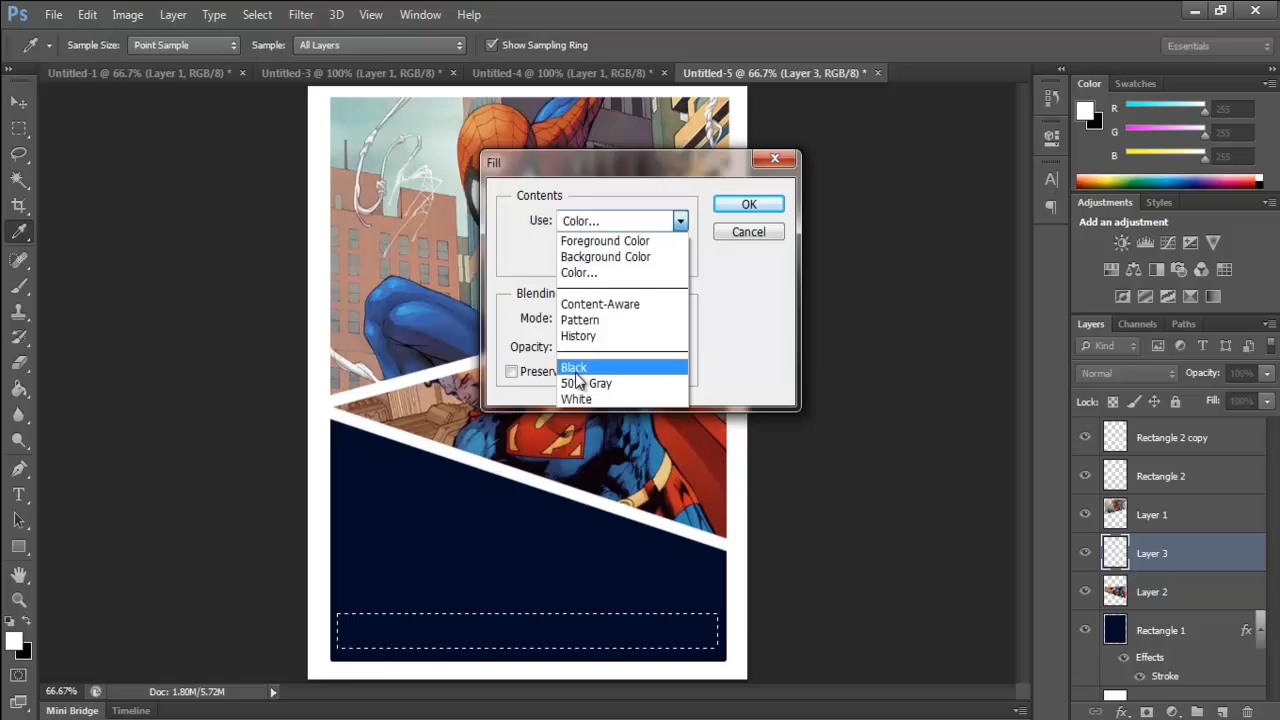 Ps File Edit Image Layer Type Select Filter 3D View Window Help
Sample Size: Point Sample Sample: All Layers Show Sampling Ring Essentials
Untitled-1 @ 66.7% (Layer 1, RGB/8) * × Untitled-3 @ 100% (Layer 1, RGB/8) * × Untitled-4 @ 100% (Layer 1, RGB/8) * × Untitled-5 @ 66.7% (Layer 3, RGB/8) * ×
Fill
Contents
Use: Color...
OK
Cancel
Foreground Color
Background Color
Color...
Content-Aware
Pattern
History
Black
White
Blending
Mode:
Opacity:
Color Swatches
R 255
G 255
B 255
Adjustments Styles
Add an adjustment
Layers Channels Paths
Kind
Normal Opacity: 100%
Lock: Fill: 100%
Rectangle 2 copy
Rectangle 2
Layer 1
Layer 3
Layer 2
Rectangle 1 fx
Effects
Stroke
66.67% Doc: 1.80M/5.72M
Mini Bridge Timeline